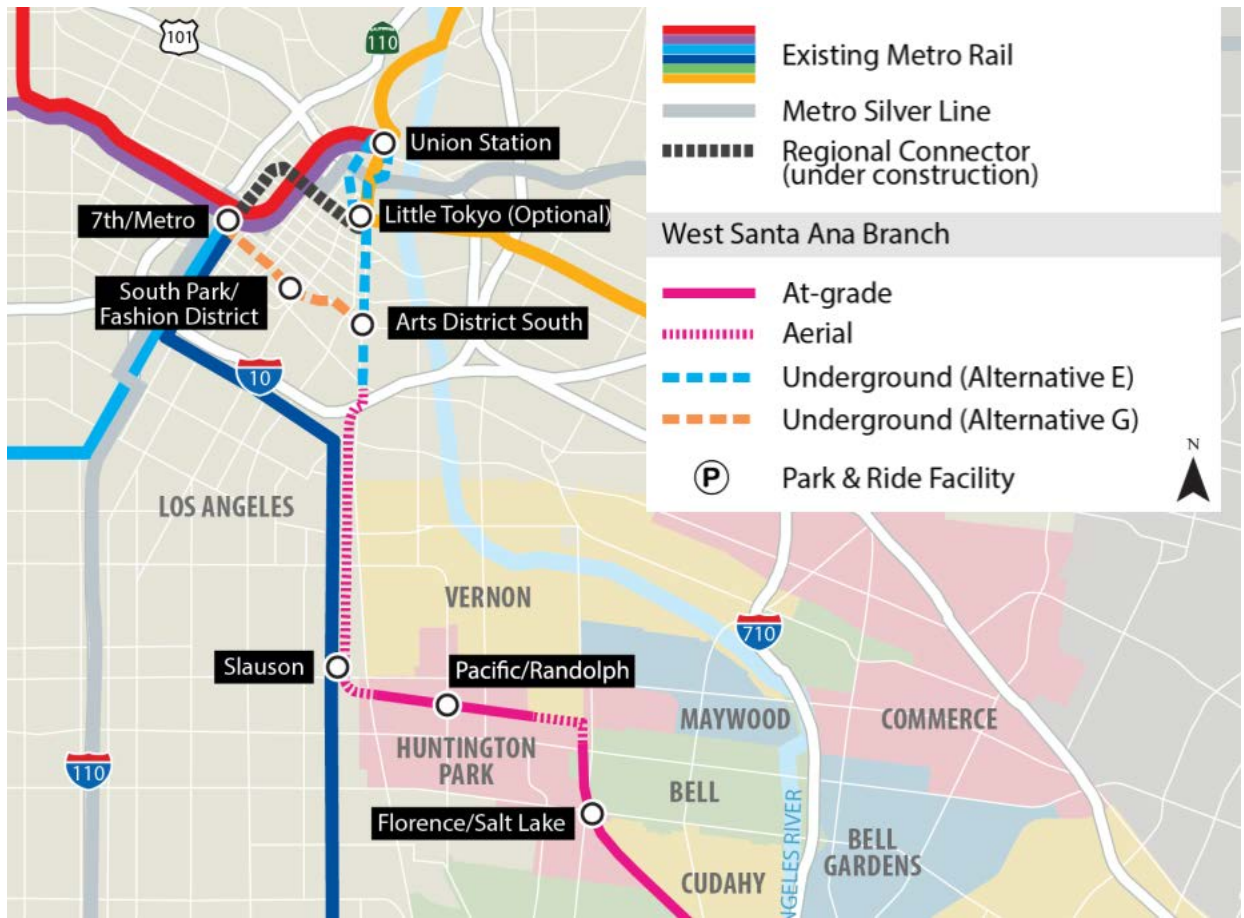 101
110
Union Station
7th/Metro
Little Tokyo (Optional)
South Park/
Fashion District
Arts District South
10
LOS ANGELES
VERNON
Slauson
Pacific/Randolph
710
MAYWOOD
COMMERCE
HUNTINGTON
PARK
110
BELL
Florence/Salt Lake
BELL
GARDENS
CUDAHY
RIVER
Existing Metro Rail
Metro Silver Line
Regional Connector
(under construction)
West Santa Ana Branch
At-grade
Aerial
Underground (Alternative E)
Underground (Alternative G)
P
Park & Ride Facility
N